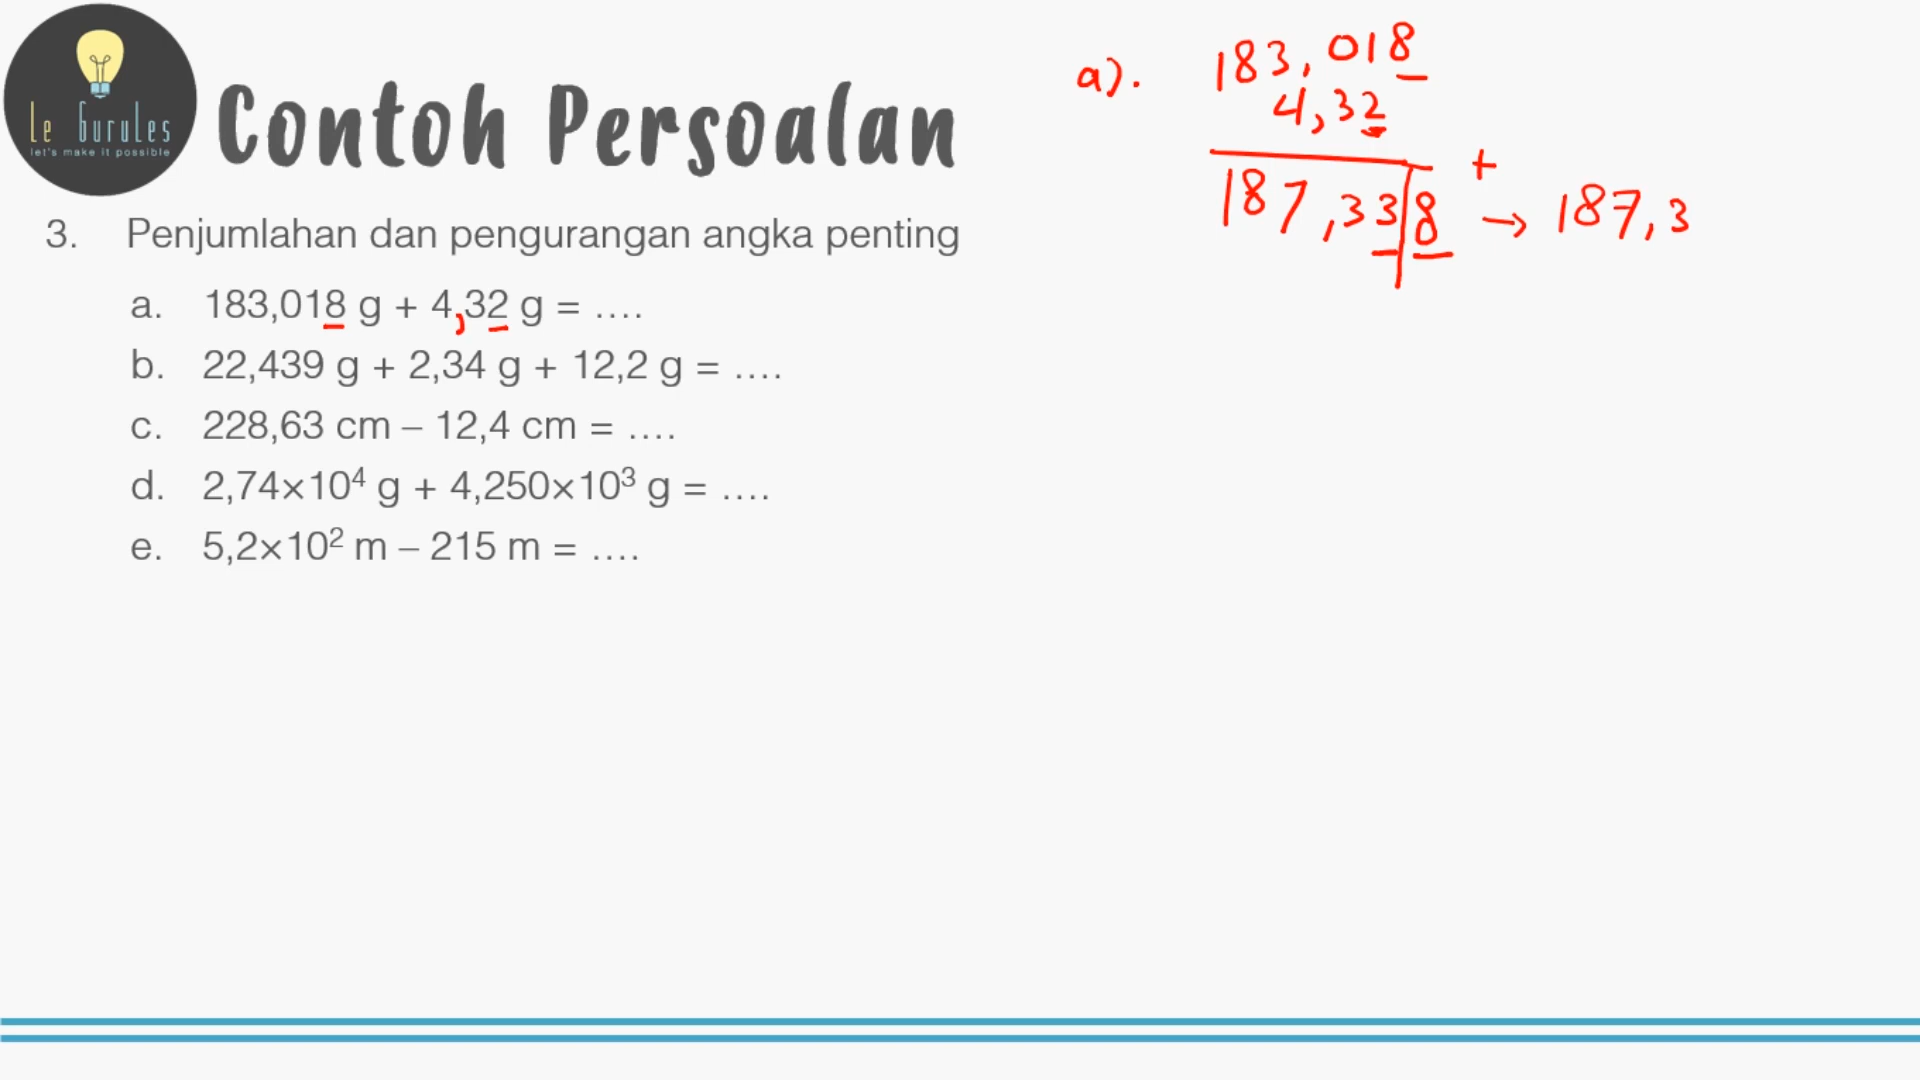 le Gurules
let's make it possible
Contoh Persoalan
3. Penjumlahan dan pengurangan angka penting
a. 183,018 g + 4,32 g = ....
b. 22,439 g + 2,34 g + 12,2 g = ....
c. 228,63 cm – 12,4 cm = ....
d. 2,74×10⁴ g + 4,250×10³ g = ....
e. 5,2×10² m – 215 m = ....
a). 183,018
4,32
+
187,33|8 → 187,3